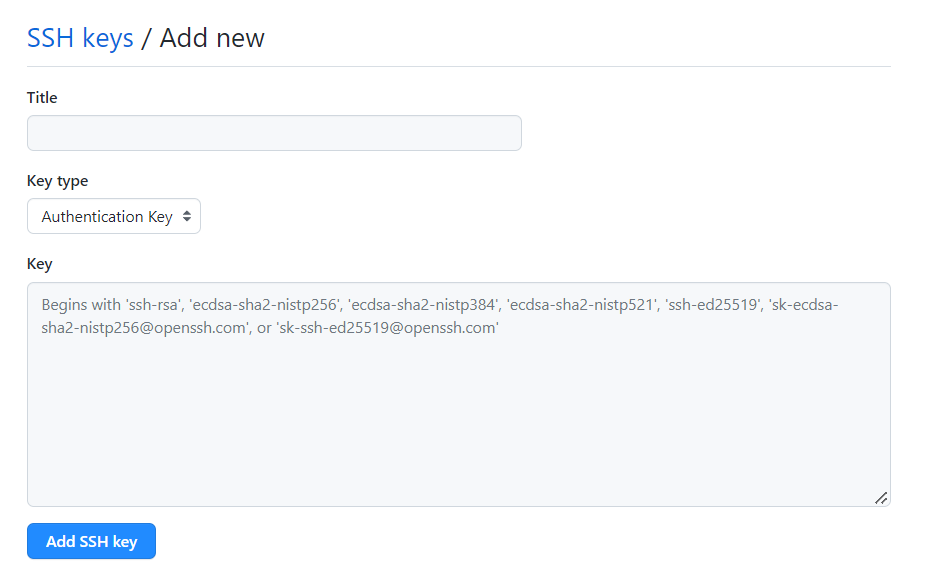 SSH keys / Add new
Title
Key type
Authentication Key
Key
Begins with 'ssh-rsa', 'ecdsa-sha2-nistp256', 'ecdsa-sha2-nistp384', 'ecdsa-sha2-nistp521', 'ssh-ed25519', 'sk-ecdsa-
sha2-nistp256@openssh.com', or 'sk-ssh-ed25519@openssh.com'
Add SSH key